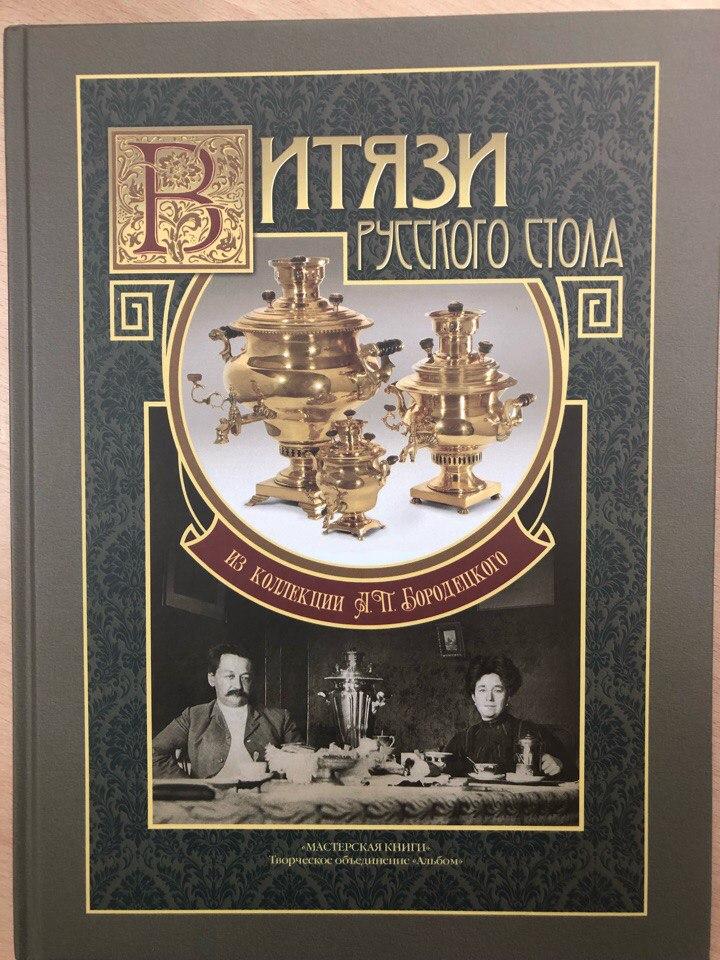 ВИТЯЗИ
РУССКОГО СТОЛА
ИЗ КОЛЛЕКЦИИ А.П. БОРОДЕЦКОГО
«МАСТЕРСКАЯ КНИГИ»
Творческое объединение «Альбом»